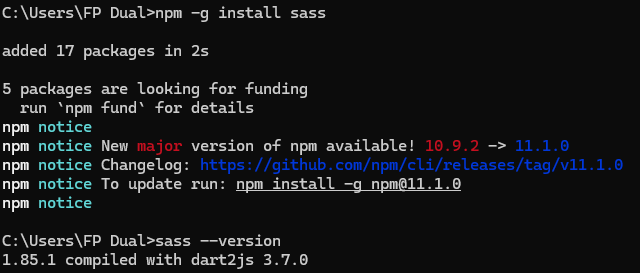 C:\Users\FP Dual>npm -g install sass
added 17 packages in 2s
5 packages are looking for funding
  run `npm fund` for details
npm notice
npm notice New major version of npm available! 10.9.2 -> 11.1.0
npm notice Changelog: https://github.com/npm/cli/releases/tag/v11.1.0
npm notice To update run: npm install -g npm@11.1.0
npm notice
C:\Users\FP Dual>sass --version
1.85.1 compiled with dart2js 3.7.0